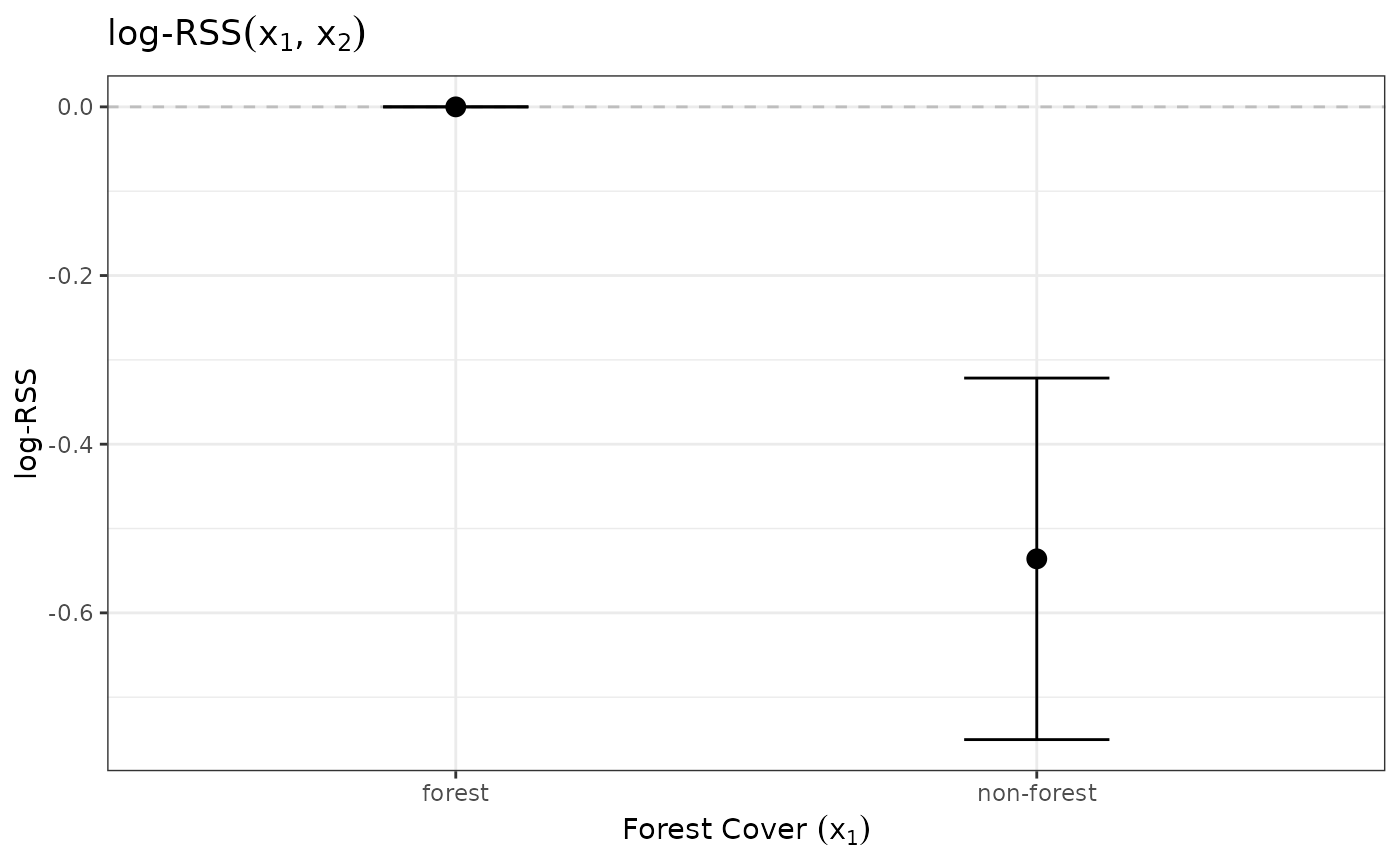 log-RSS(x₁, x₂)
log-RSS
0.0
-0.2
-0.4
-0.6
forest
non-forest
Forest Cover (x₁)